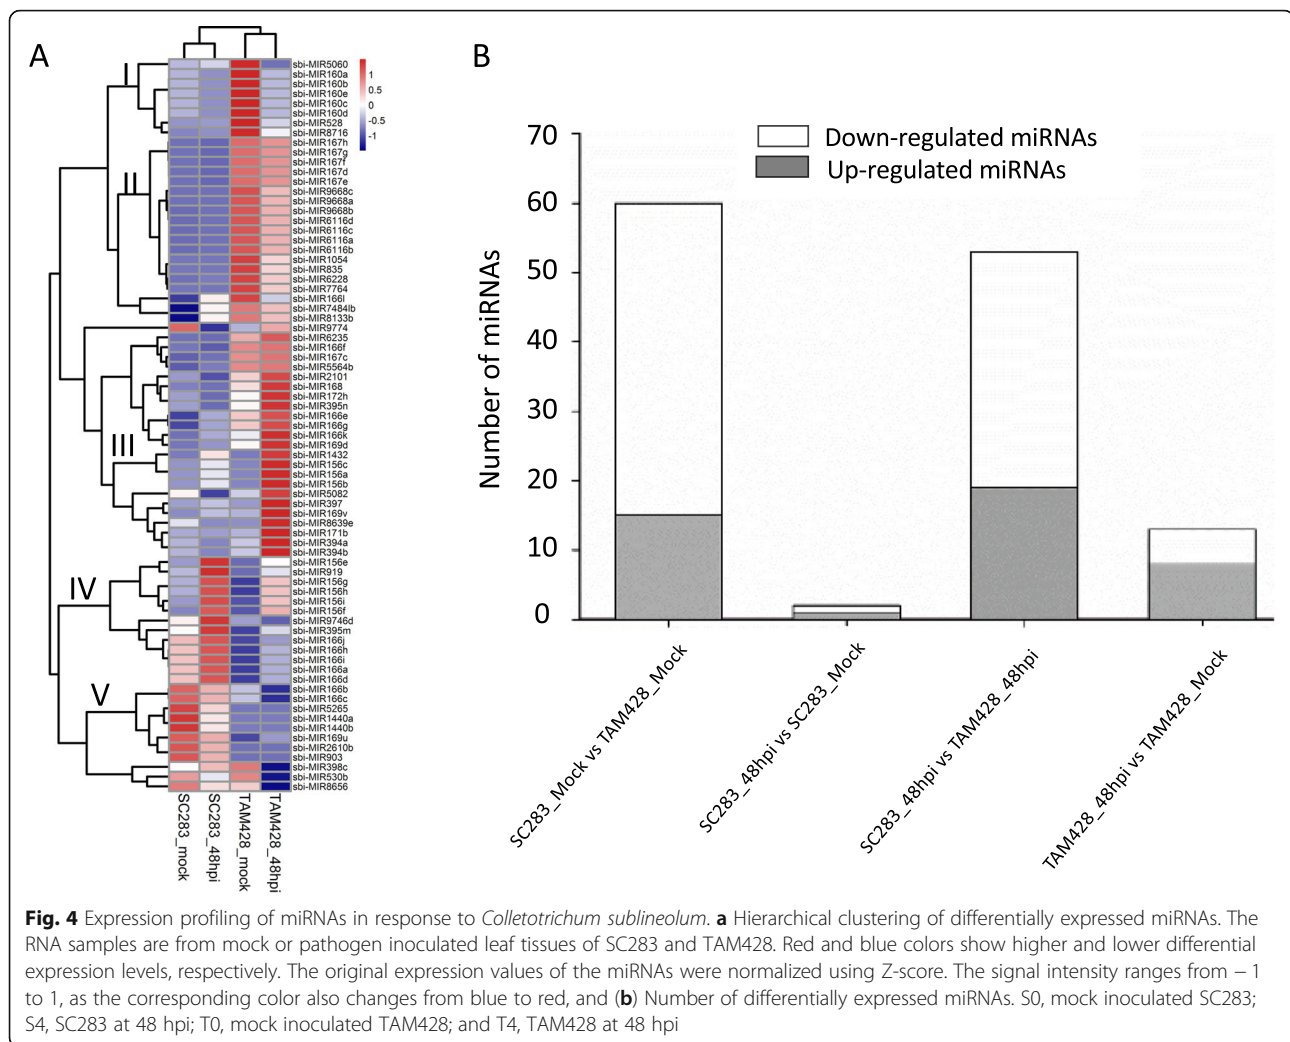 A
I
II
III
IV
V
1
0.5
0
-0.5
-1
sbi-MIR5060
sbi-MIR160a
sbi-MIR160b
sbi-MIR160e
sbi-MIR160c
sbi-MIR160d
sbi-MIR528
sbi-MIR8716
sbi-MIR167h
sbi-MIR167g
sbi-MIR167f
sbi-MIR167d
sbi-MIR167e
sbi-MIR9668c
sbi-MIR9668a
sbi-MIR9668b
sbi-MIR6116d
sbi-MIR6116c
sbi-MIR6116a
sbi-MIR6116b
sbi-MIR1054
sbi-MIR835
sbi-MIR6228
sbi-MIR7764
sbi-MIR166l
sbi-MIR7484lb
sbi-MIR8133b
sbi-MIR9774
sbi-MIR6235
sbi-MIR166f
sbi-MIR167c
sbi-MIR5564b
sbi-MIR2101
sbi-MIR168
sbi-MIR172h
sbi-MIR395n
sbi-MIR166e
sbi-MIR166g
sbi-MIR166k
sbi-MIR169d
sbi-MIR1432
sbi-MIR156c
sbi-MIR156a
sbi-MIR156b
sbi-MIR5082
sbi-MIR397
sbi-MIR169v
sbi-MIR8639e
sbi-MIR171b
sbi-MIR394a
sbi-MIR394b
sbi-MIR156e
sbi-MIR919
sbi-MIR156g
sbi-MIR156h
sbi-MIR156i
sbi-MIR156f
sbi-MIR9746d
sbi-MIR395m
sbi-MIR166j
sbi-MIR166h
sbi-MIR166i
sbi-MIR166a
sbi-MIR166d
sbi-MIR166b
sbi-MIR166c
sbi-MIR5265
sbi-MIR1440a
sbi-MIR1440b
sbi-MIR169u
sbi-MIR2610b
sbi-MIR903
sbi-MIR398c
sbi-MIR530b
sbi-MIR8656
SC283_mock
SC283_48hpi
TAM428_mock
TAM428_48hpi
B
Down-regulated miRNAs
Up-regulated miRNAs
Number of miRNAs
70
60
50
40
30
20
10
0
SC283_Mock vs TAM428_Mock
SC283_48hpi vs SC283_Mock
SC283_48hpi vs TAM428_48hpi
TAM428_48hpi vs TAM428_Mock
Fig. 4 Expression profiling of miRNAs in response to Colletotrichum sublineolum. a Hierarchical clustering of differentially expressed miRNAs. The
RNA samples are from mock or pathogen inoculated leaf tissues of SC283 and TAM428. Red and blue colors show higher and lower differential
expression levels, respectively. The original expression values of the miRNAs were normalized using Z-score. The signal intensity ranges from − 1
to 1, as the corresponding color also changes from blue to red, and (b) Number of differentially expressed miRNAs. S0, mock inoculated SC283;
S4, SC283 at 48 hpi; T0, mock inoculated TAM428; and T4, TAM428 at 48 hpi